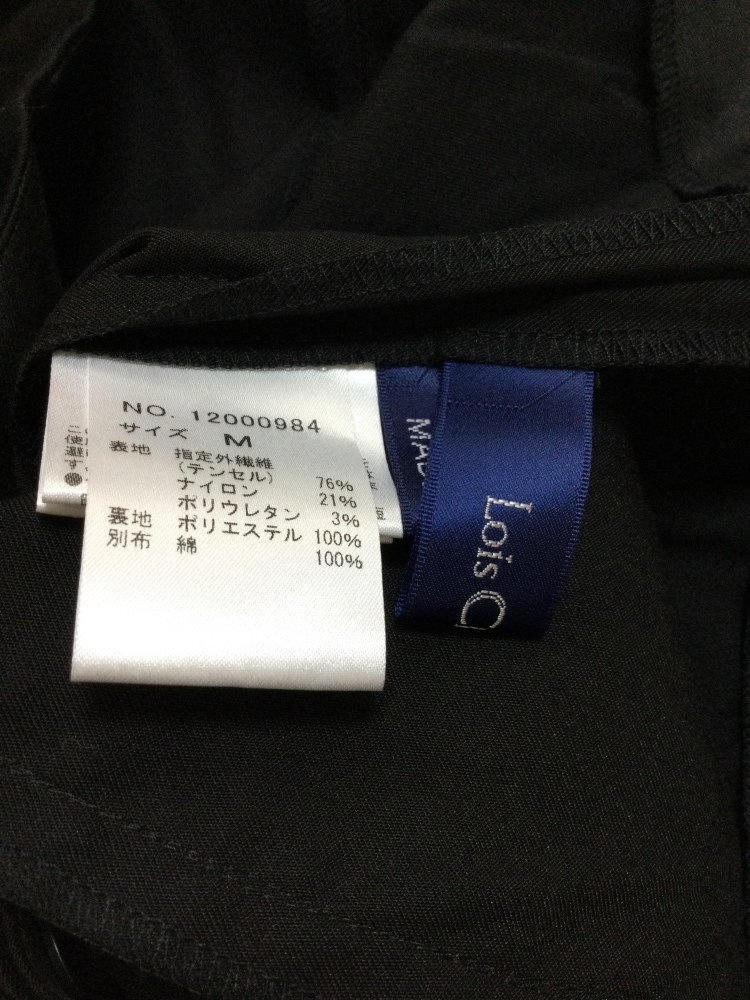 NO. 12000984
サイズ M
表地 指定外繊維
(テンセル) 76%
ナイロン 21%
ポリウレタン 3%
裏地 ポリエステル 100%
別布 綿 100%
Lois